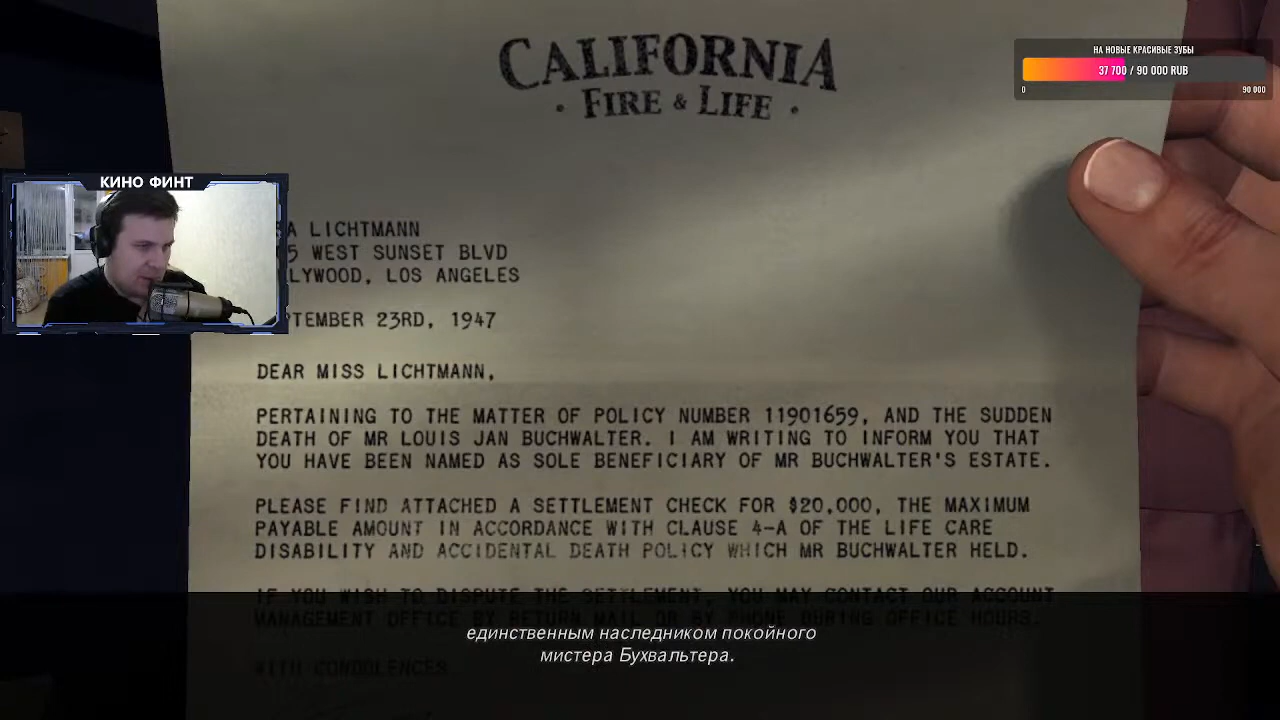 CALIFORNIA
· FIRE & LIFE ·
НА НОВЫЕ КРАСИВЫЕ ЗУБЫ
37 700 / 90 000 RUB
0
90 000
КИНО ФИНТ
A LICHTMANN
5 WEST SUNSET BLVD
LYWOOD, LOS ANGELES
TEMBER 23RD, 1947
DEAR MISS LICHTMANN,
PERTAINING TO THE MATTER OF POLICY NUMBER 11901659, AND THE SUDDEN
DEATH OF MR LOUIS JAN BUCHWALTER. I AM WRITING TO INFORM YOU THAT
YOU HAVE BEEN NAMED AS SOLE BENEFICIARY OF MR BUCHWALTER'S ESTATE.
PLEASE FIND ATTACHED A SETTLEMENT CHECK FOR $20,000, THE MAXIMUM
PAYABLE AMOUNT IN ACCORDANCE WITH CLAUSE 4-A OF THE LIFE CARE
DISABILITY AND ACCIDENTAL DEATH POLICY WHICH MR BUCHWALTER HELD.
IF YOU WISH TO DISPUTE THE SETTLEMENT, YOU MAY CONTACT OUR ACCOUNT
MANAGEMENT OFFICE BY RETURN MAIL OR BY PHONE DURING OFFICE HOURS.
единственным наследником покойного
мистера Бухвальтера.
WITH CONDOLENCES